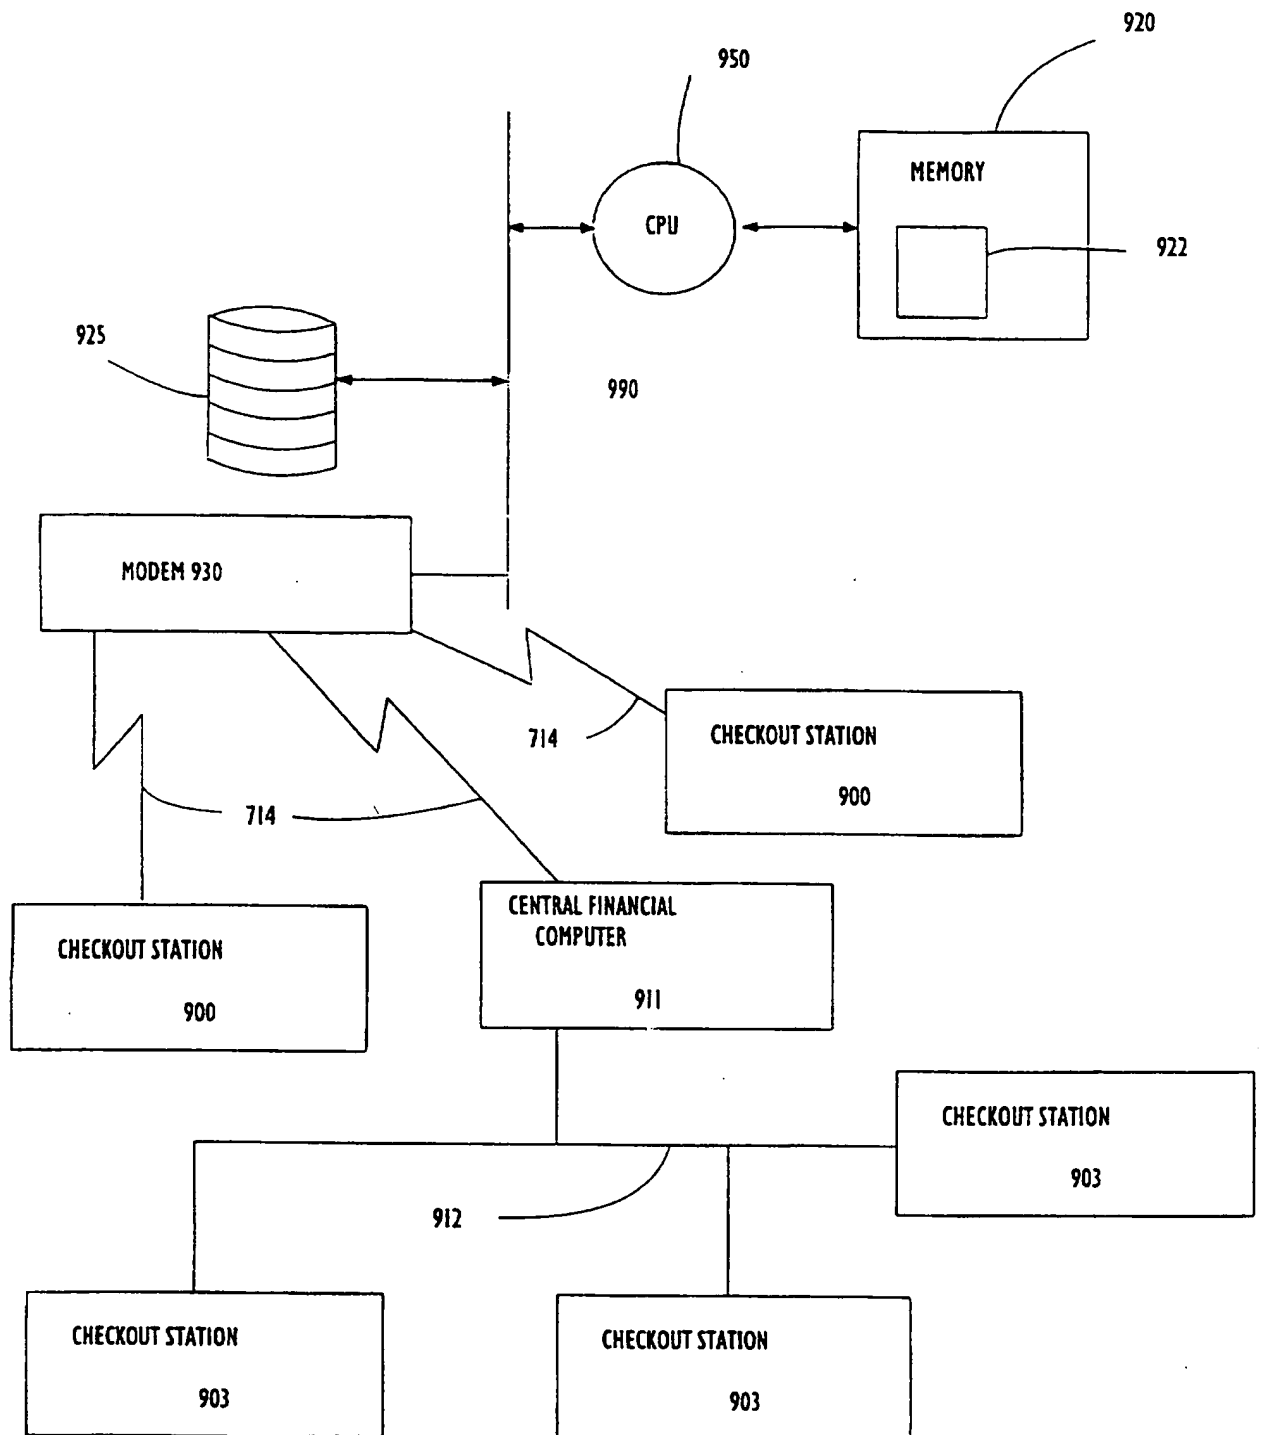 920
950
MEMORY
CPU
922
925
990
MODEM 930
714
CHECKOUT STATION
900
714
CENTRAL FINANCIAL
COMPUTER
911
CHECKOUT STATION
900
CHECKOUT STATION
903
912
CHECKOUT STATION
903
CHECKOUT STATION
903